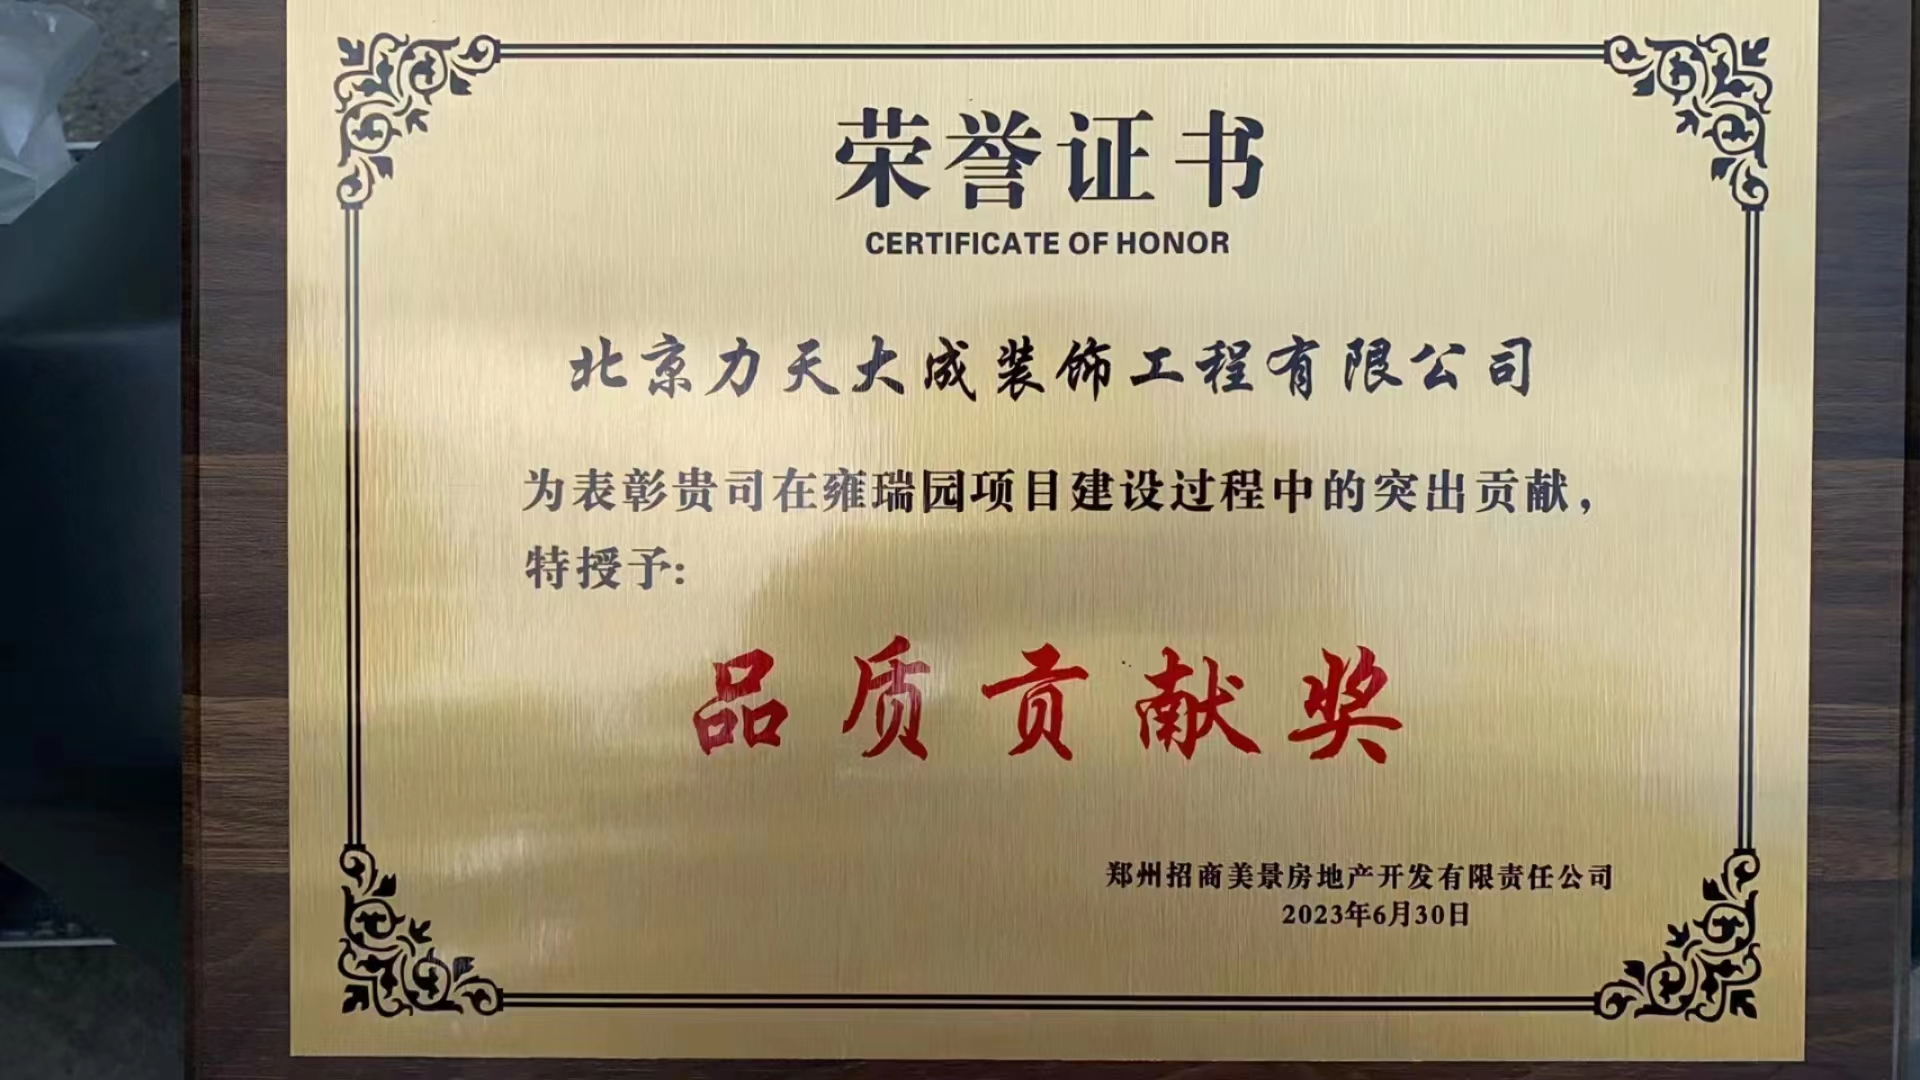 荣誉证书
CERTIFICATE OF HONOR
北京力天大成装饰工程有限公司
为表彰贵司在雍瑞园项目建设过程中的突出贡献，
特授予:
品质贡献奖
郑州招商美景房地产开发有限责任公司
2023年6月30日